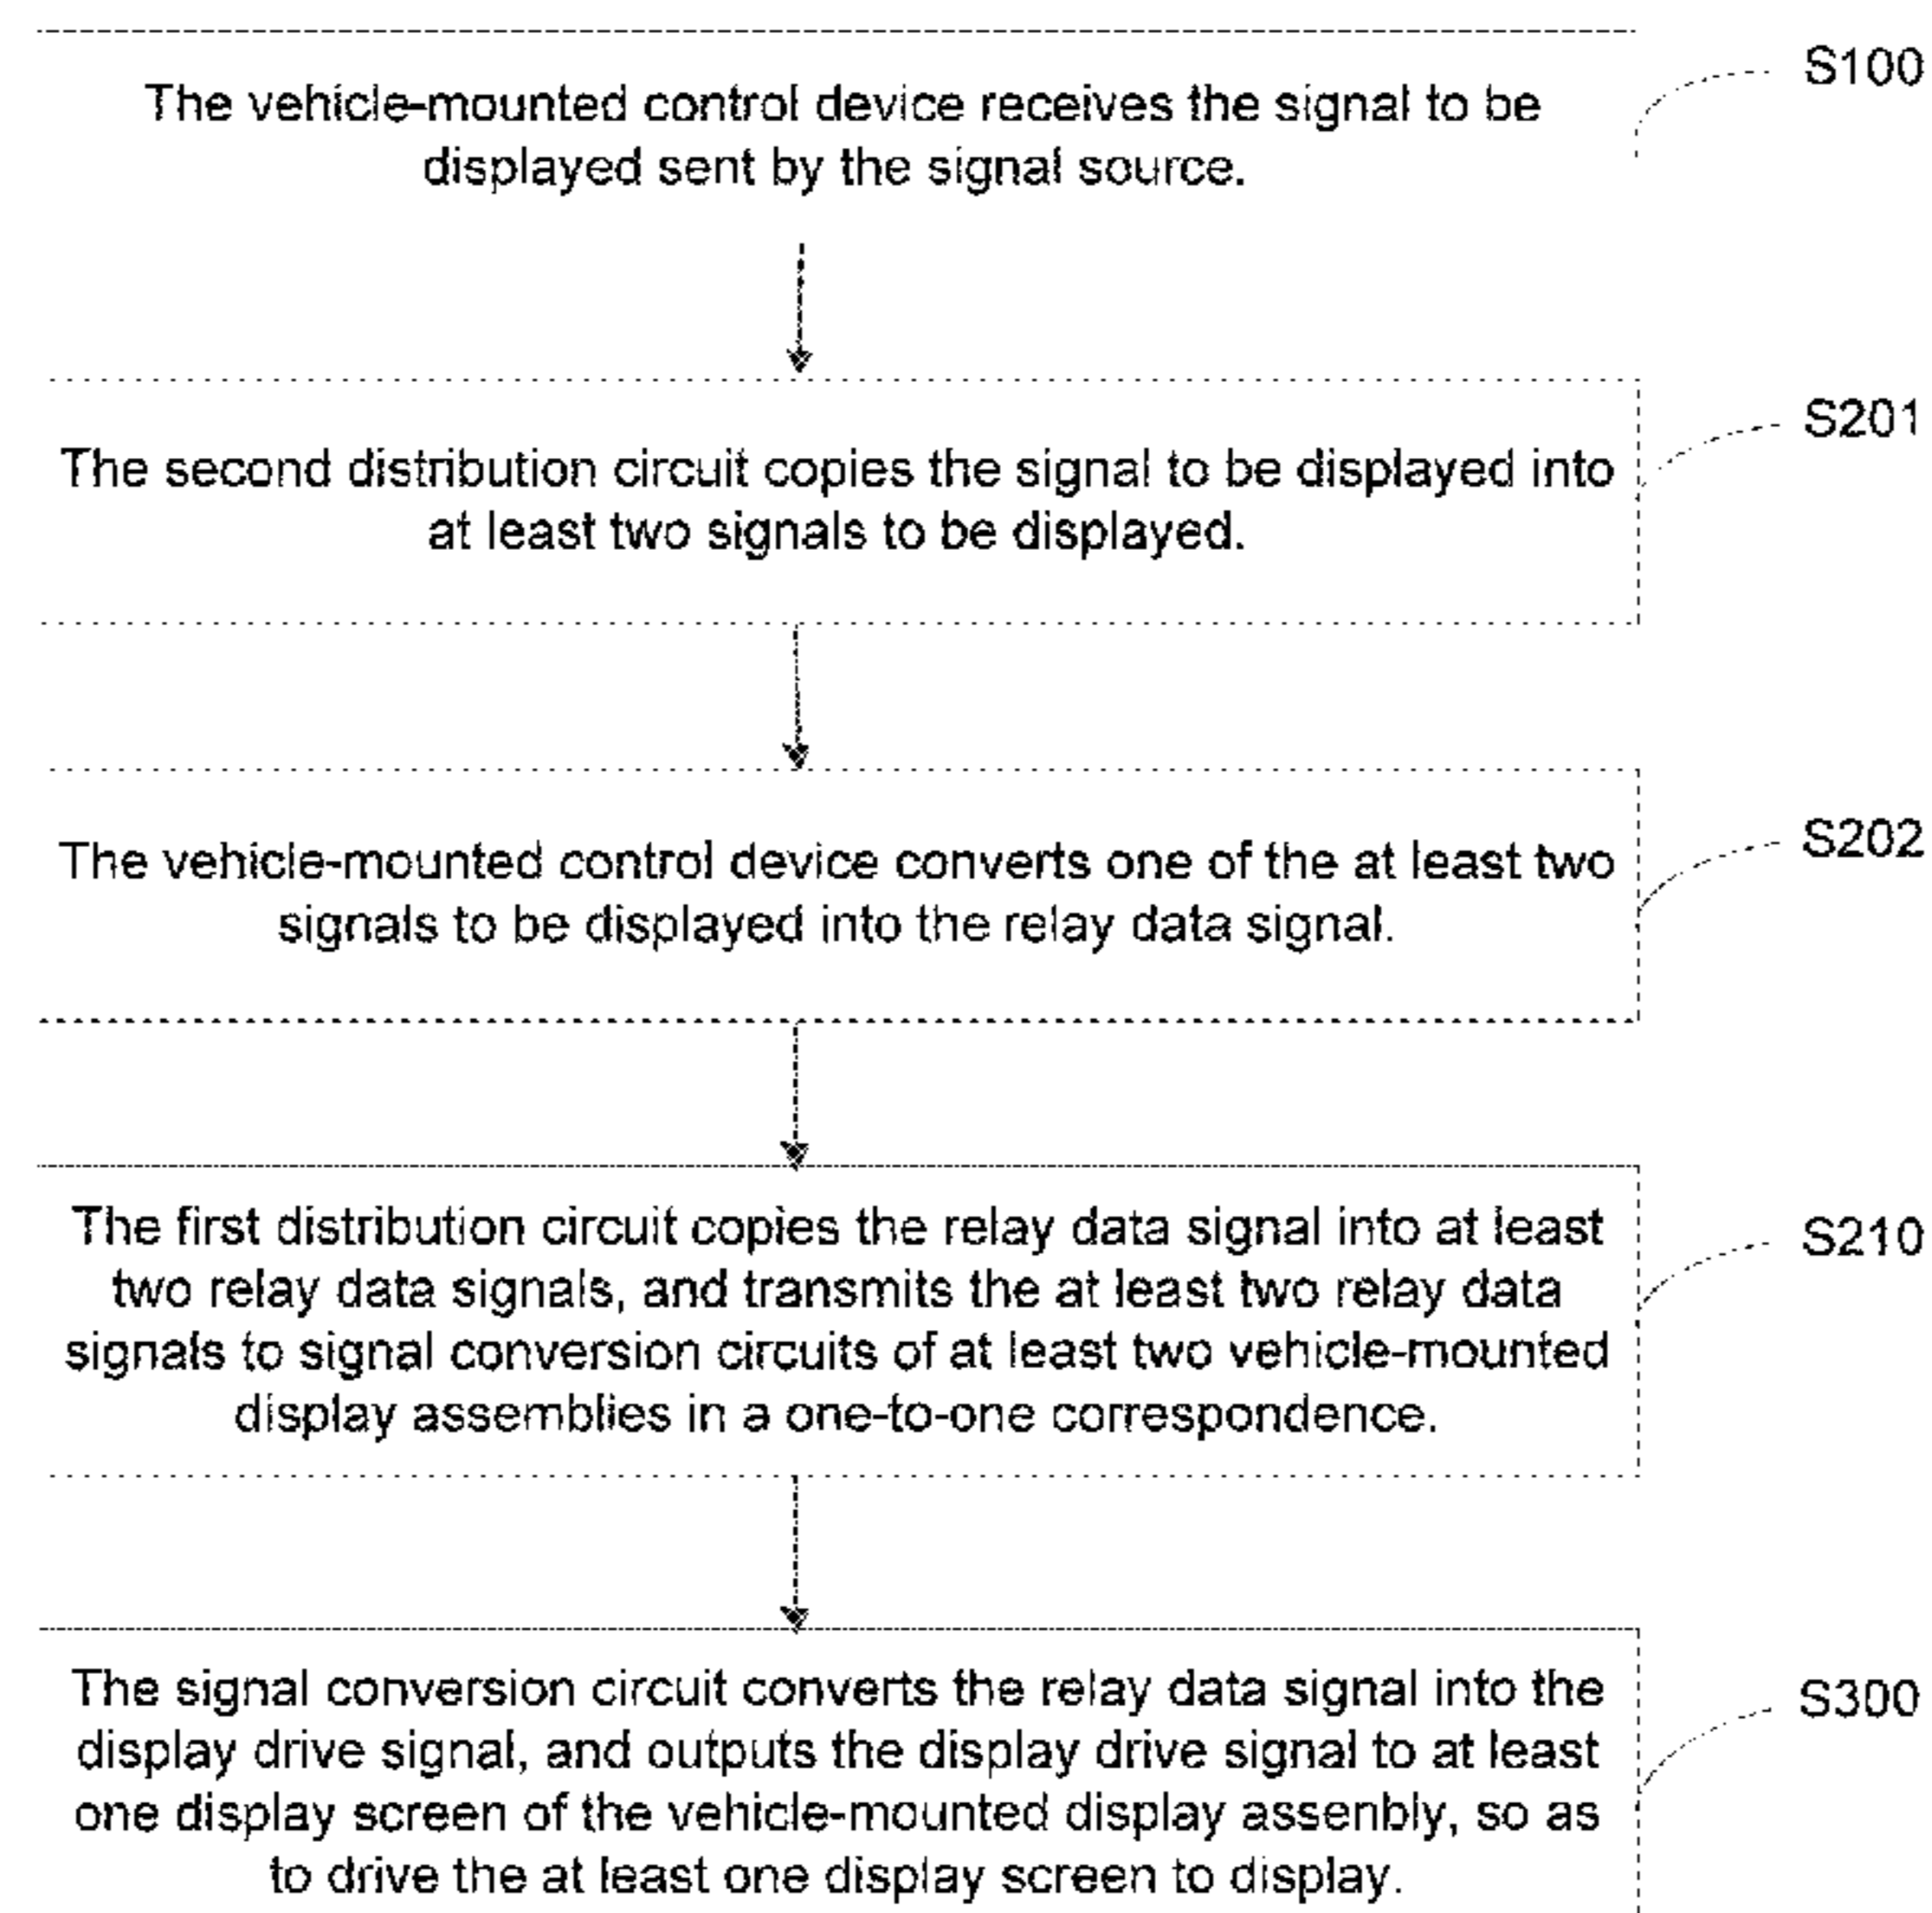 The vehicle-mounted control device receives the signal to be
displayed sent by the signal source.
S100
The second distribution circuit copies the signal to be displayed into
at least two signals to be displayed.
S201
The vehicle-mounted control device converts one of the at least two
signals to be displayed into the relay data signal.
S202
The first distribution circuit copies the relay data signal into at least
two relay data signals, and transmits the at least two relay data
signals to signal conversion circuits of at least two vehicle-mounted
display assemblies in a one-to-one correspondence.
S210
The signal conversion circuit converts the relay data signal into the
display drive signal, and outputs the display drive signal to at least
one display screen of the vehicle-mounted display assenbly, so as
to drive the at least one display screen to display.
S300